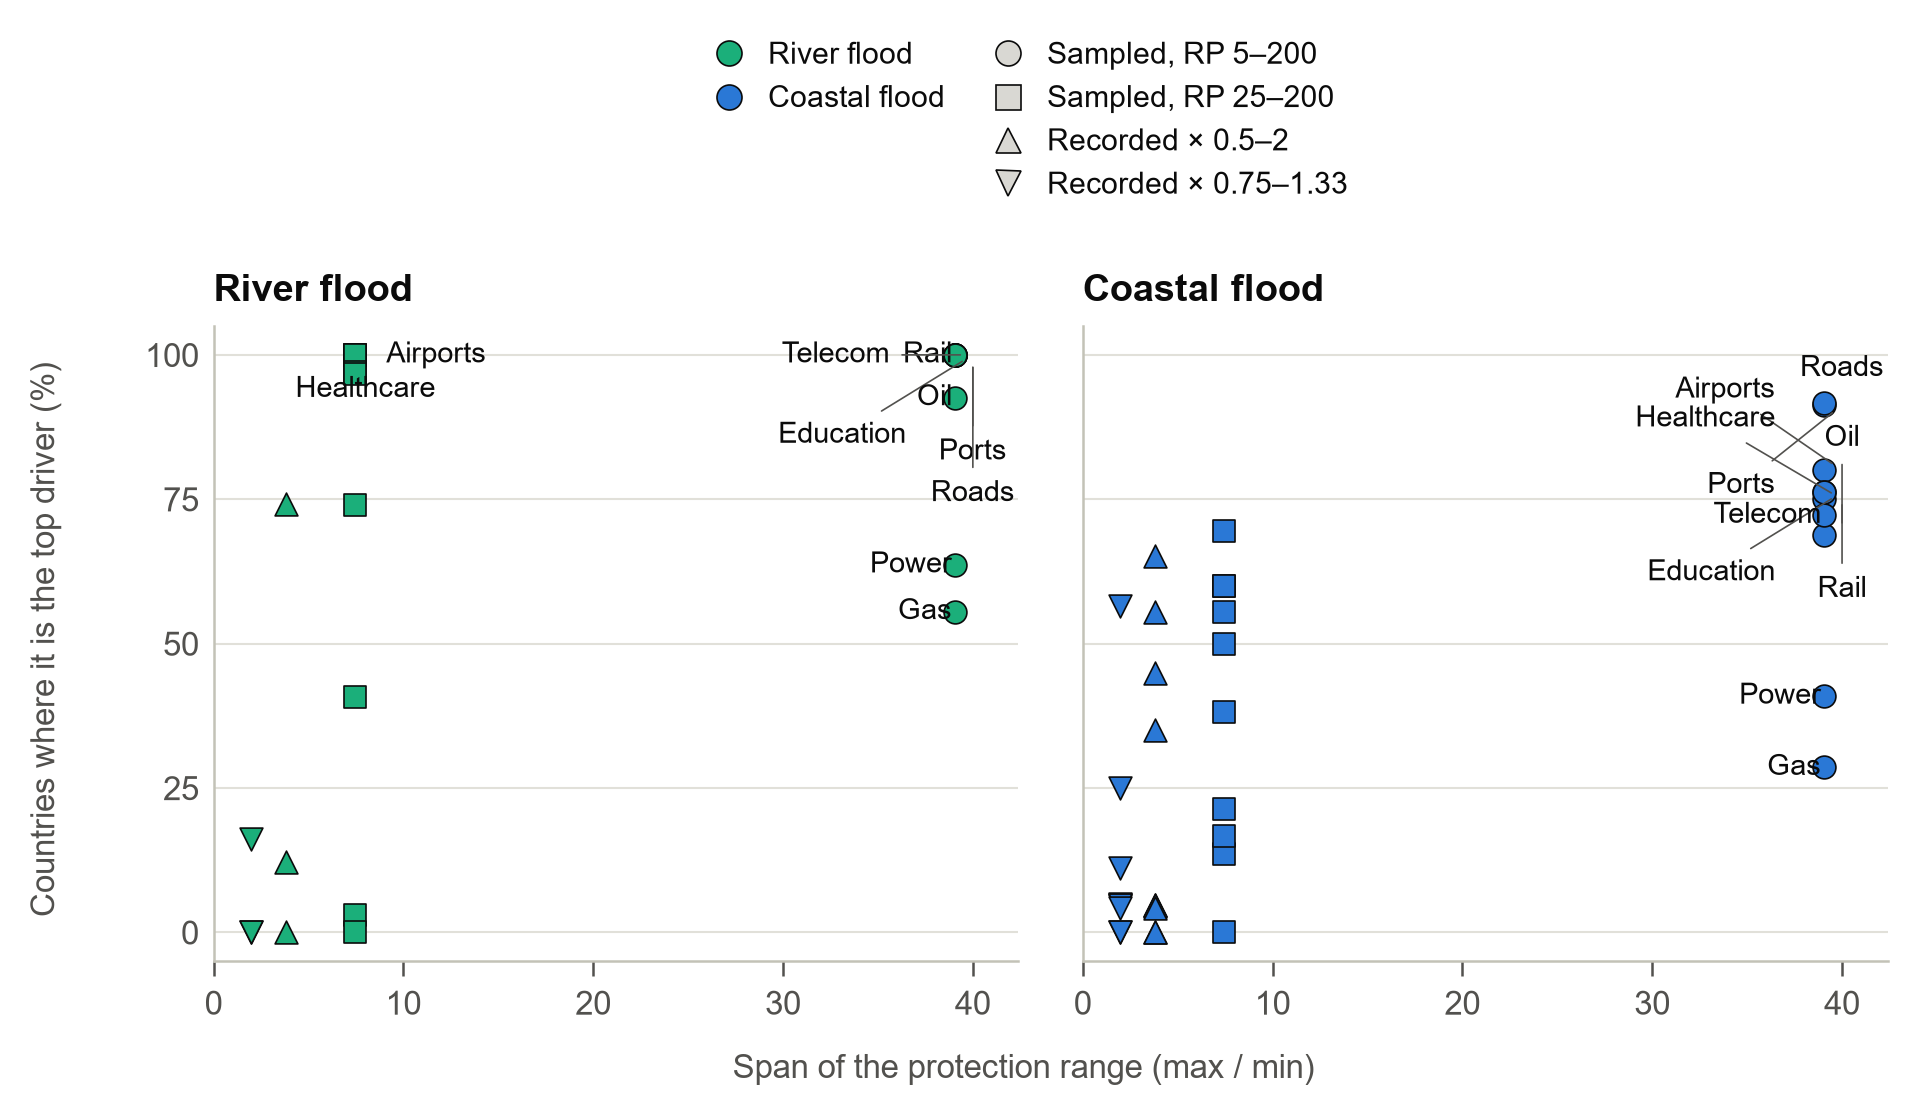 River flood
Coastal flood
Sampled, RP 5–200
Sampled, RP 25–200
Recorded × 0.5–2
Recorded × 0.75–1.33
River flood
Coastal flood
Countries where it is the top driver (%)
100
75
50
25
0
Airports
Healthcare
Telecom
Rail
Oil
Education
Ports
Roads
Power
Gas
0
10
20
30
40
Roads
Airports
Healthcare
Oil
Ports
Telecom
Education
Rail
Power
Gas
0
10
20
30
40
Span of the protection range (max / min)